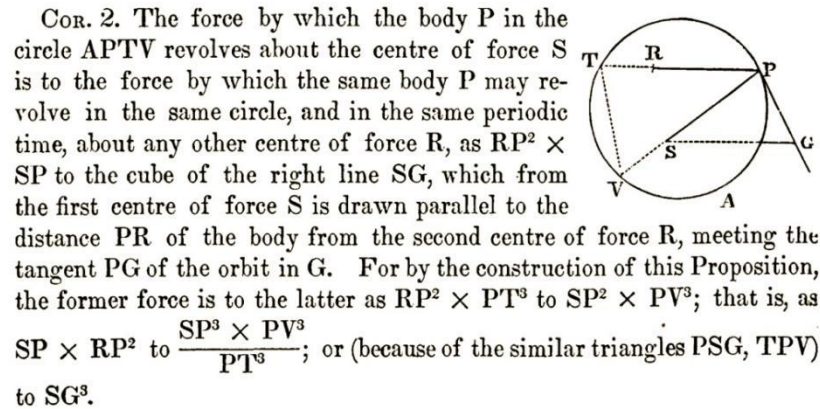 COR. 2. The force by which the body P in the
circle APTV revolves about the centre of force S
is to the force by which the same body P may re-
volve in the same circle, and in the same periodic
time, about any other centre of force R, as RP² ×
SP to the cube of the right line SG, which from
the first centre of force S is drawn parallel to the
distance PR of the body from the second centre of force R, meeting the
tangent PG of the orbit in G. For by the construction of this Proposition,
the former force is to the latter as RP² × PT³ to SP² × PV³; that is, as
SP × RP² to SP³ × PV³ / PT³; or (because of the similar triangles PSG, TPV)
to SG³.
T
R
P
S
G
V
A